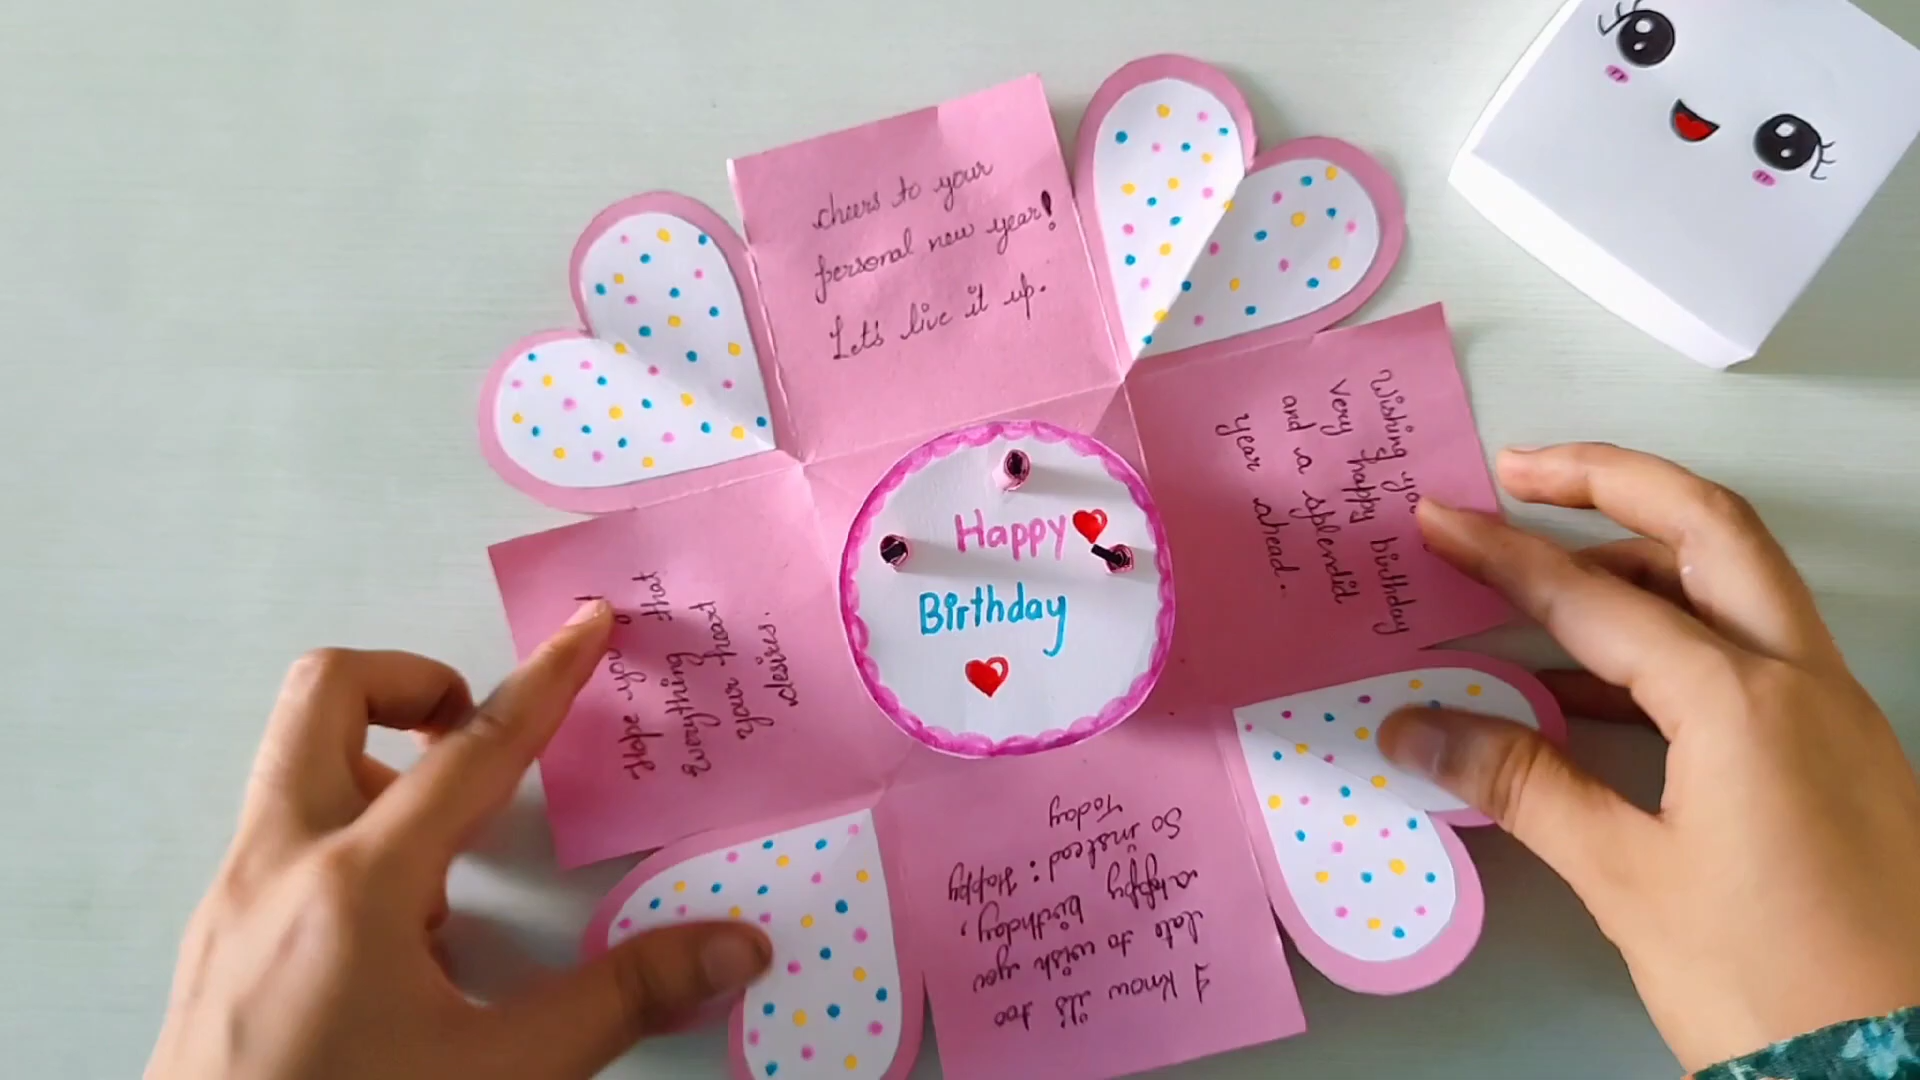 cheers to your
personal new year!
Let's live it up.
Wishing you
very happy birthday
and a splendid
year ahead.
Happy
Birthday
Hope you
Everything that
your heart
desires.
I know it's too
late to wish you
happy birthday,
So instead: Happy
Today